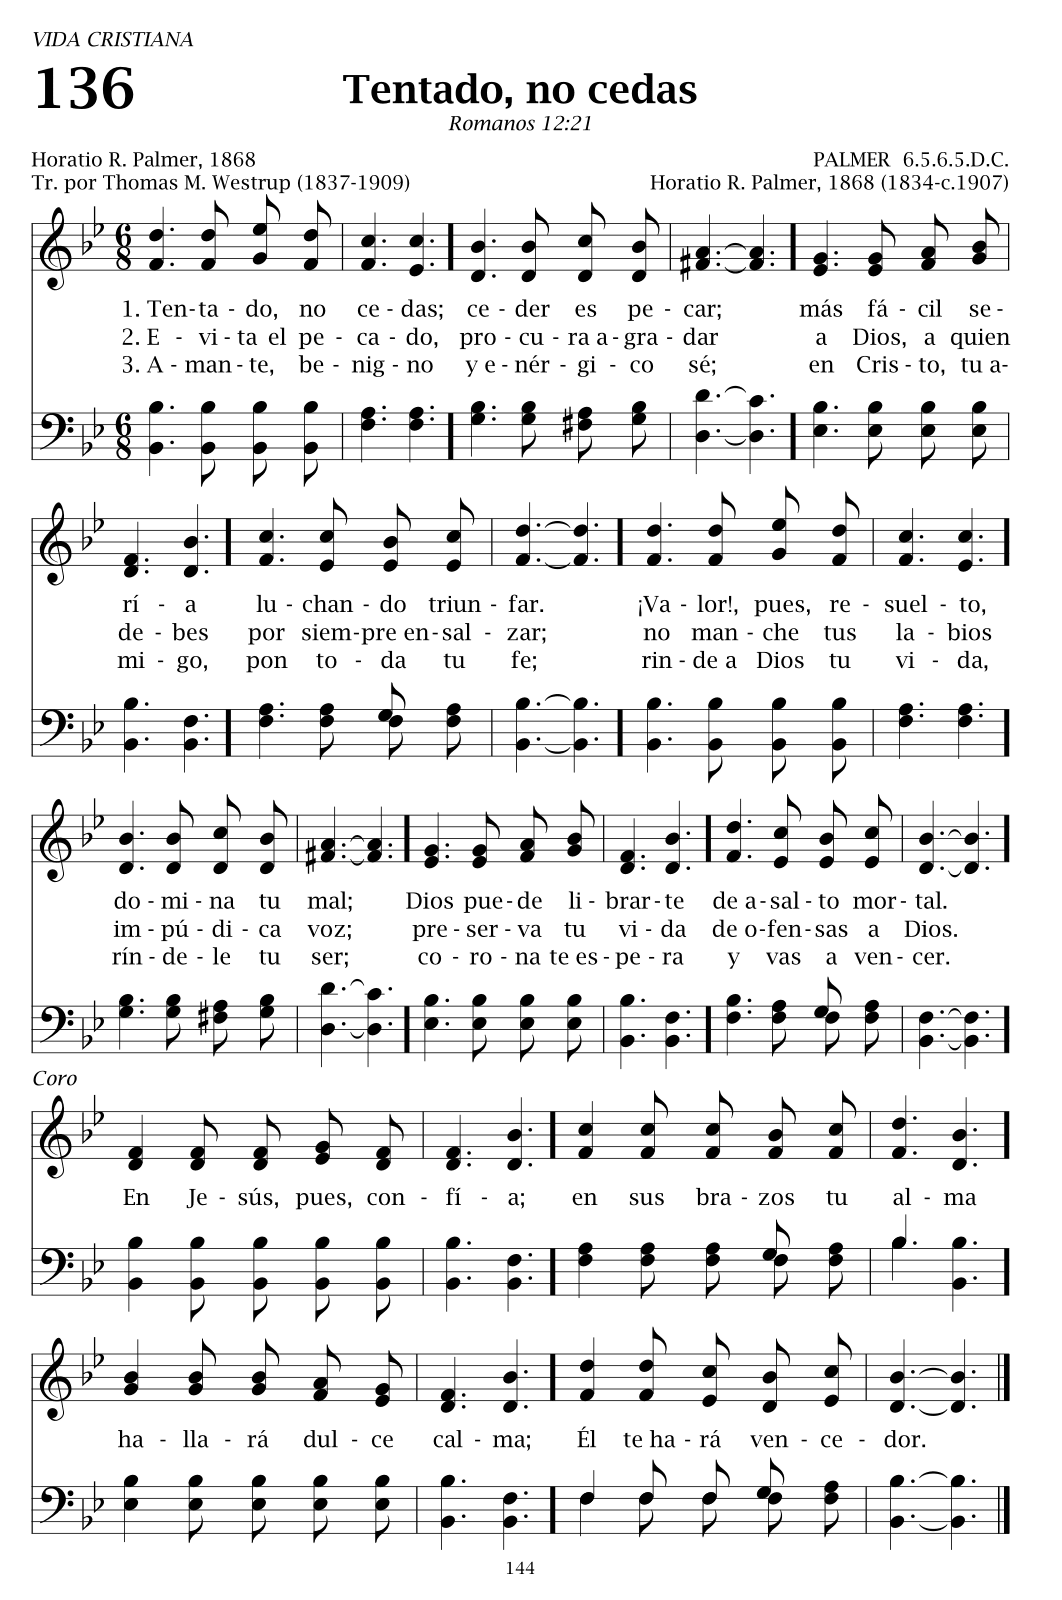 VIDA CRISTIANA
136
Tentado, no cedas
Romanos 12:21
Horatio R. Palmer, 1868
PALMER 6.5.6.5.D.C.
Tr. por Thomas M. Westrup (1837-1909)
Horatio R. Palmer, 1868 (1834-c.1907)
6
8
1. Ten-ta - do, no ce - das; ce - der es pe - car; más fá - cil se -
2. E - vi - ta el pe - ca - do, pro - cu - ra a - gra - dar a Dios, a quien
3. A - man - te, be - nig - no y e - nér - gi - co sé; en Cris - to, tu a-
6
8
rí - a lu - chan - do triun - far. ¡Va - lor!, pues, re - suel - to,
de - bes por siem-pre en-sal - zar; no man - che tus la - bios
mi - go, pon to - da tu fe; rin - de a Dios tu vi - da,
do - mi - na tu mal; Dios pue - de li - brar - te de a-sal - to mor - tal.
im - pú - di - ca voz; pre - ser - va tu vi - da de o-fen-sas a Dios.
rín - de - le tu ser; co - ro - na te es - pe - ra y vas a ven - cer.
Coro
En Je - sús, pues, con - fí - a; en sus bra - zos tu al - ma
ha - lla - rá dul - ce cal - ma; Él te ha - rá ven - ce - dor.
144